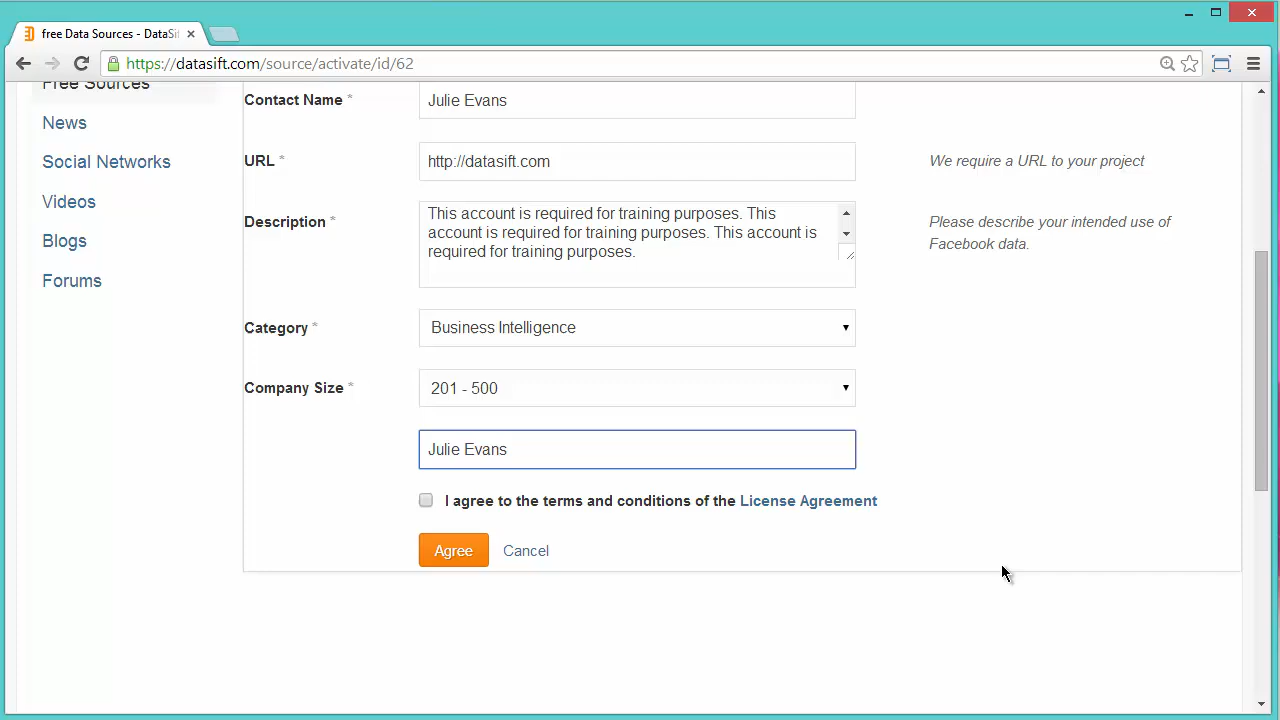 free Data Sources - DataSi
https://datasift.com/source/activate/id/62
Free Sources
News
Social Networks
Videos
Blogs
Forums
Contact Name * Julie Evans
URL * http://datasift.com We require a URL to your project
Description * This account is required for training purposes. This
account is required for training purposes. This account is
required for training purposes.
Please describe your intended use of
Facebook data.
Category * Business Intelligence
Company Size * 201 - 500
Julie Evans
I agree to the terms and conditions of the License Agreement
Agree Cancel